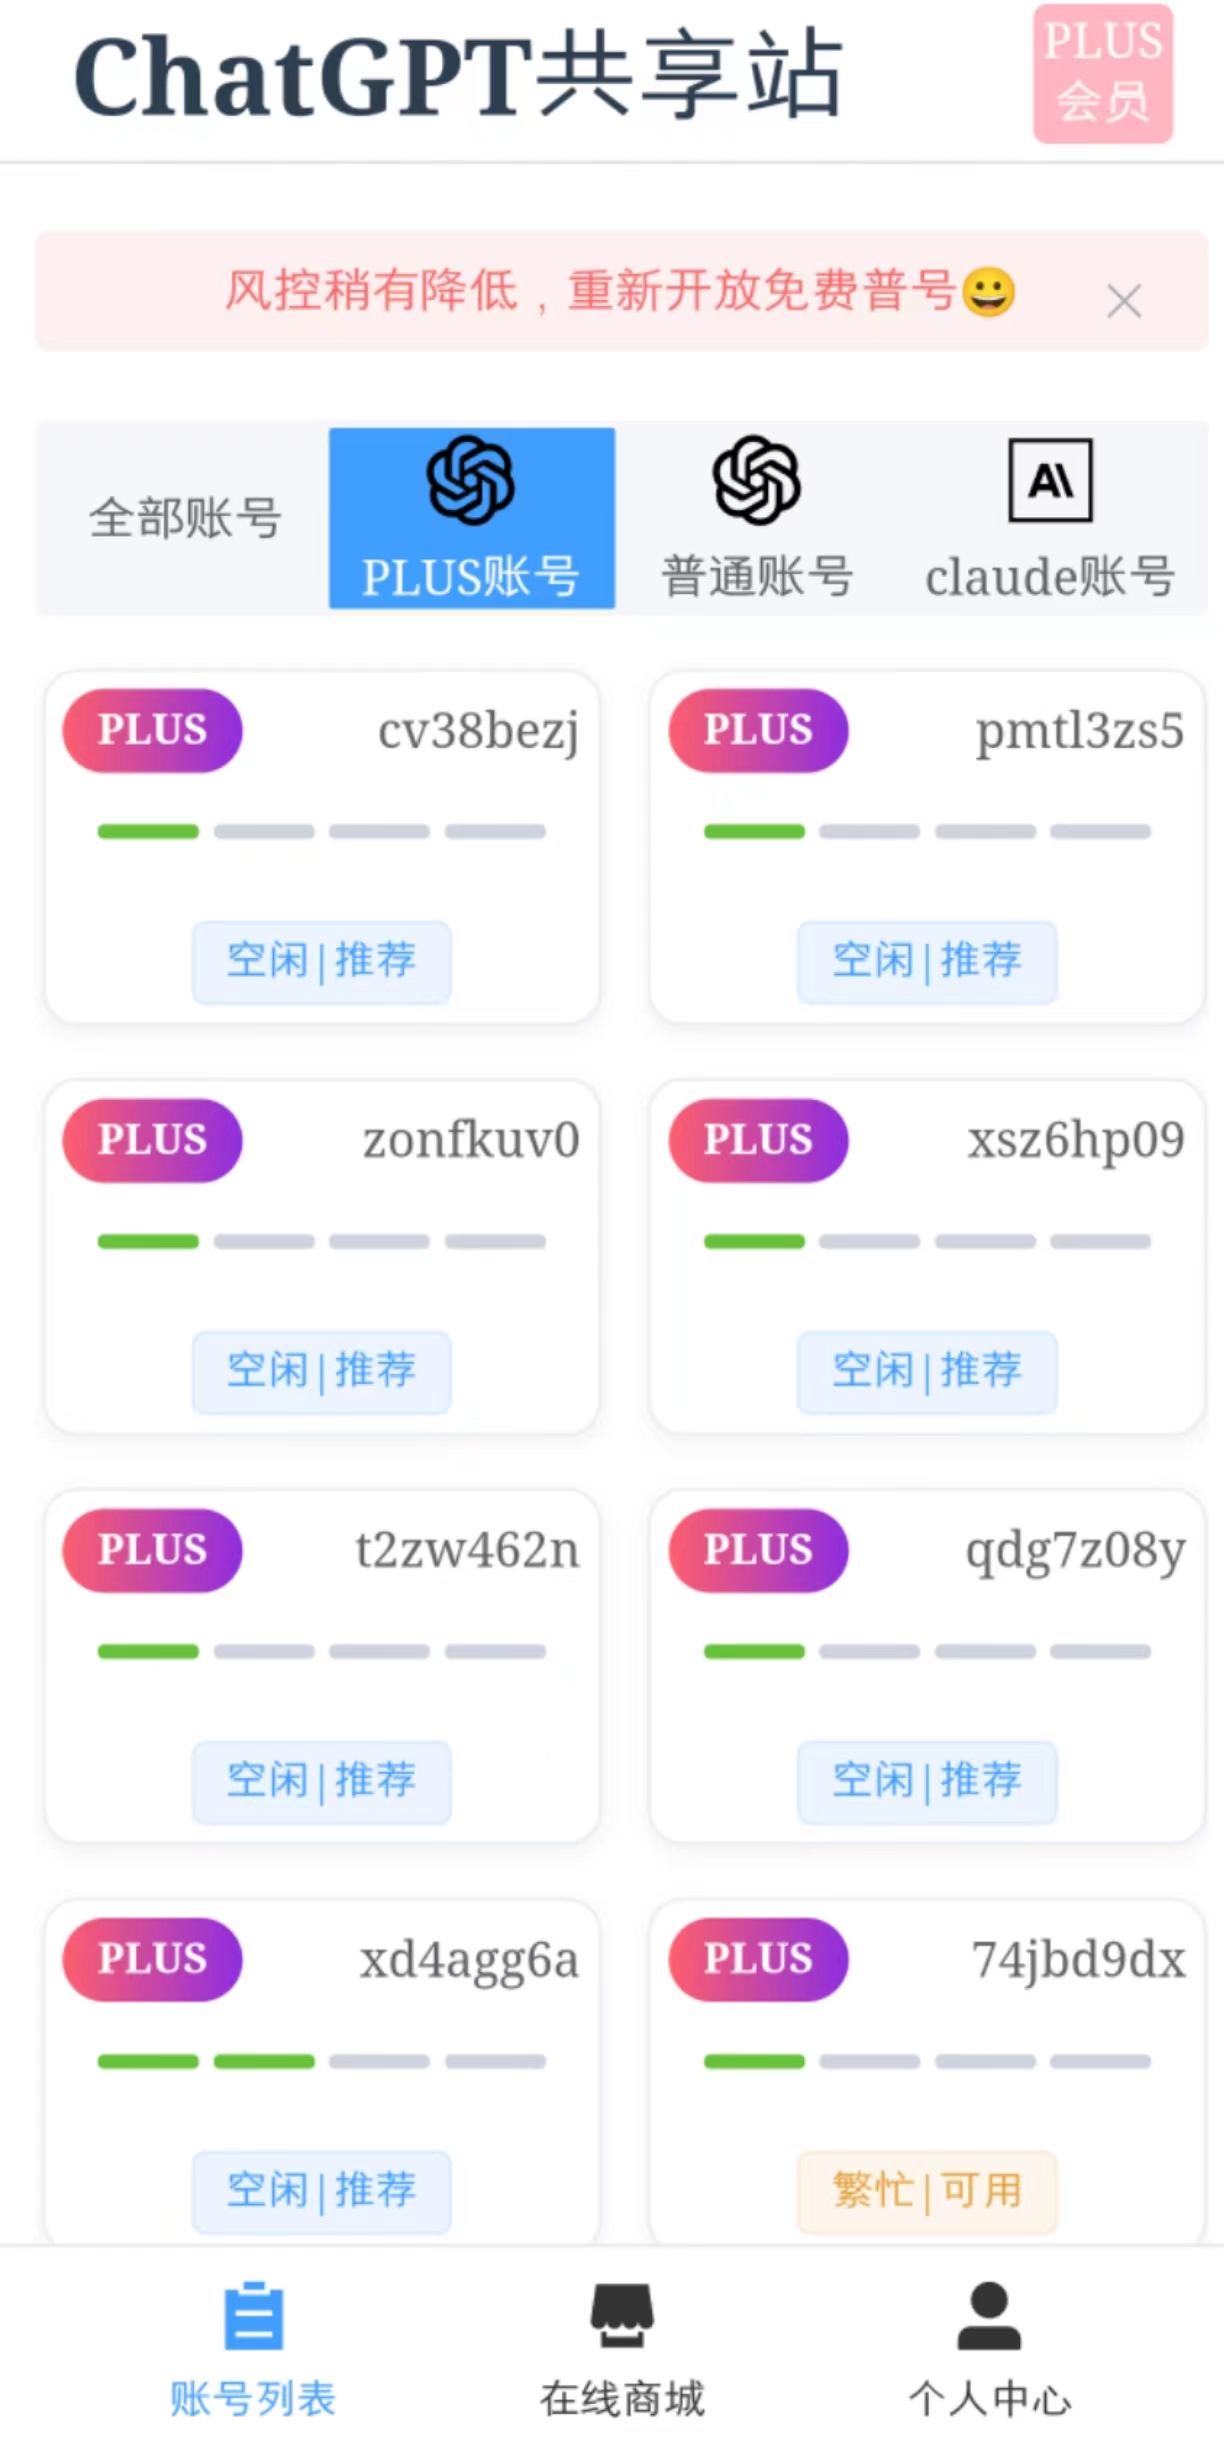 ChatGPT共享站
PLUS
会员
风控稍有降低，重新开放免费普号😀
全部账号
PLUS账号
普通账号
A\
claude账号
PLUS cv38bezj
空闲|推荐
PLUS pmtl3zs5
空闲|推荐
PLUS zonfkuv0
空闲|推荐
PLUS xsz6hp09
空闲|推荐
PLUS t2zw462n
空闲|推荐
PLUS qdg7z08y
空闲|推荐
PLUS xd4agg6a
空闲|推荐
PLUS 74jbd9dx
繁忙|可用
账号列表
在线商城
个人中心